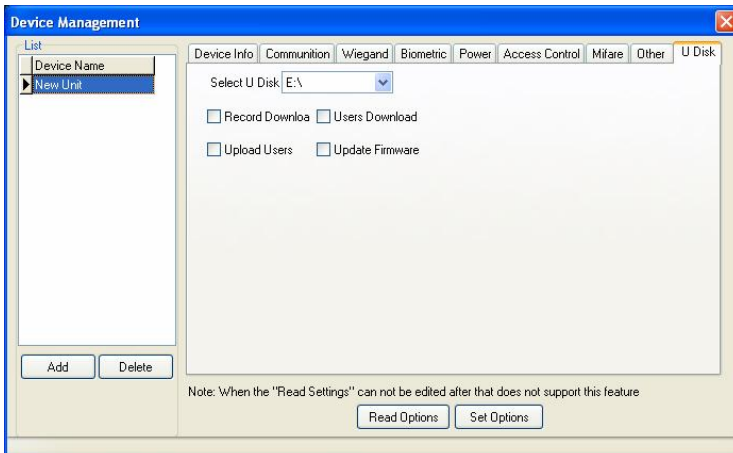 Device Management
List
Device Name
New Unit
Add
Delete
Device Info
Communition
Wiegand
Biometric
Power
Access Control
Mifare
Other
U Disk
Select U Disk E:\
Record Downloa
Users Download
Upload Users
Update Firmware
Note: When the "Read Settings" can not be edited after that does not support this feature
Read Options
Set Options